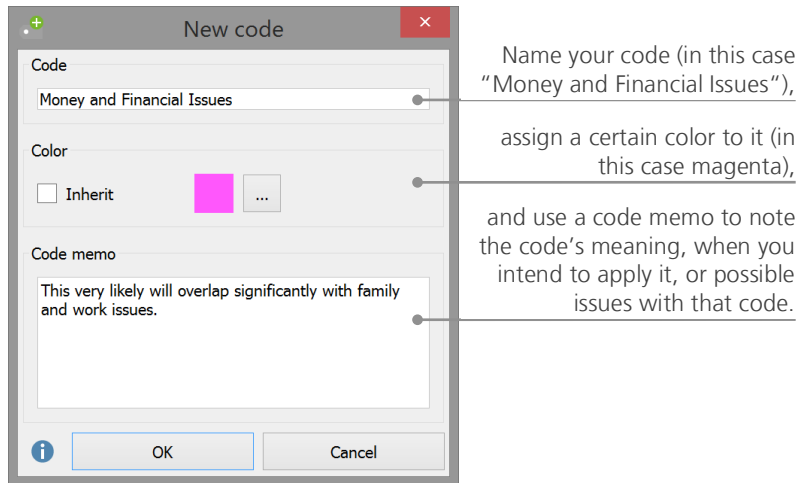 New code
Code
Money and Financial Issues
Color
Inherit
...
Code memo
This very likely will overlap significantly with family
and work issues.
OK
Cancel
Name your code (in this case
“Money and Financial Issues“),
assign a certain color to it (in
this case magenta),
and use a code memo to note
the code’s meaning, when you
intend to apply it, or possible
issues with that code.